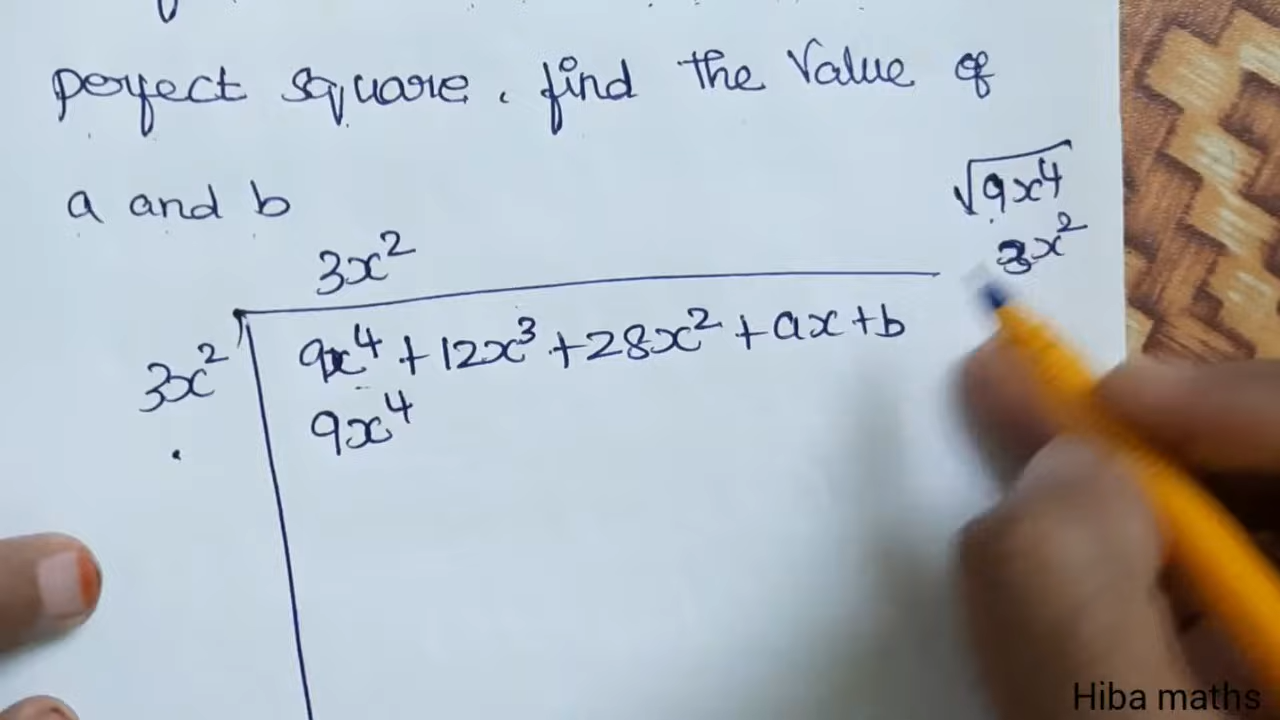 perfect square. find the value of
a and b
√9x⁴
3x²
3x²
3x² 9x⁴ + 12x³ + 28x² + ax + b
9x⁴
Hiba maths